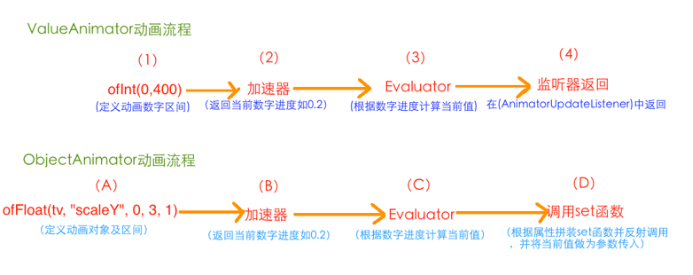 ValueAnimator动画流程
（1）
（2）
（3）
（4）
ofInt(0,400)
加速器
Evaluator
监听器返回
(定义动画数字区间)
(返回当前数字进度如0.2)
(根据数字进度计算当前值)
在(AnimatorUpdateListener)中返回
ObjectAnimator动画流程
（A）
（B）
（C）
（D）
ofFloat(tv, "scaleY", 0, 3, 1)
加速器
Evaluator
调用set函数
（定义动画对象及区间）
（返回当前数字进度如0.2）
（根据数字进度计算当前值）
（根据属性拼装set函数并反射调用
，并将当前值做为参数传入）